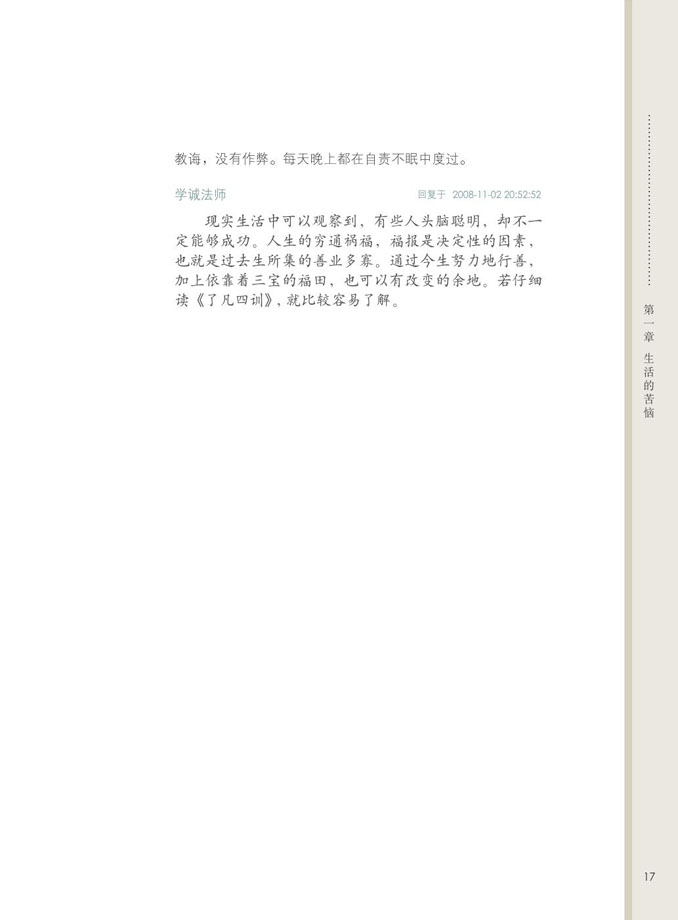 教诲，没有作弊。每天晚上都在自责不眠中度过。
学诚法师 回复于 2008-11-02 20:52:52
现实生活中可以观察到，有些人头脑聪明，却不一
定能够成功。人生的穷通祸福，福报是决定性的因素，
也就是过去生所集的善业多寡。通过今生努力地行善，
加上依靠着三宝的福田，也可以有改变的余地。若仔细
读《了凡四训》，就比较容易了解。
第一章 生活的苦恼
17